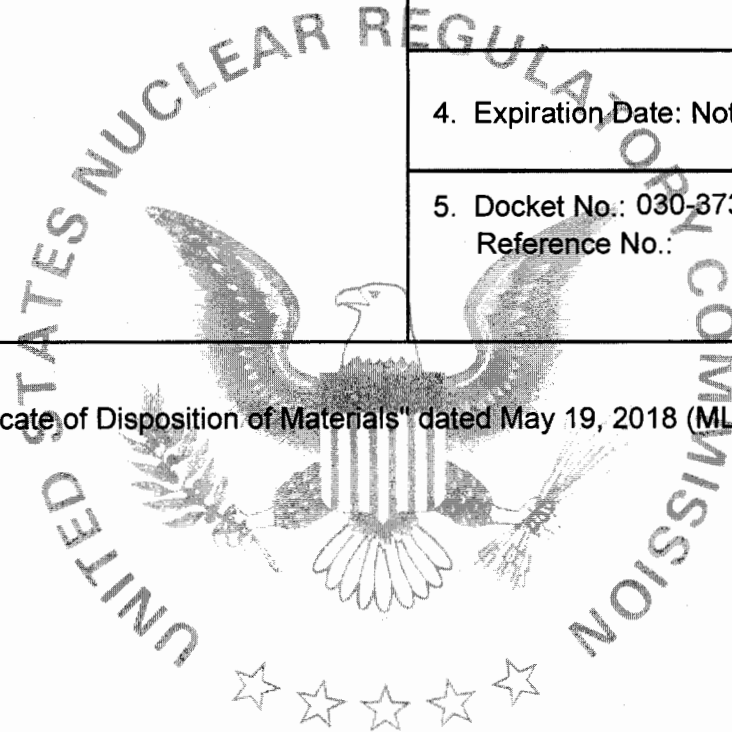 UNITED STATES NUCLEAR REGULATORY COMMISSION
4. Expiration Date: Not
5. Docket No.: 030-373
Reference No.:
cate of Disposition of Materials" dated May 19, 2018 (ML